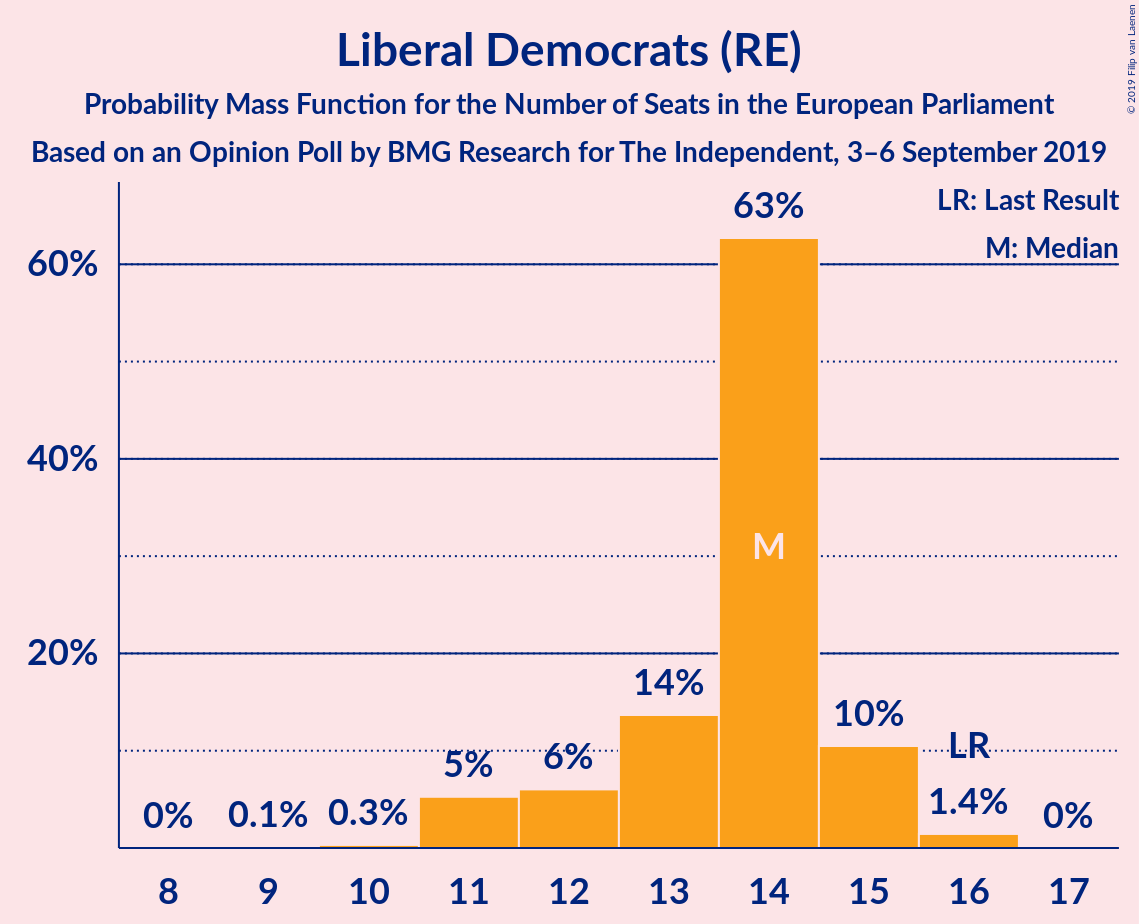 Liberal Democrats (RE)
Probability Mass Function for the Number of Seats in the European Parliament
Based on an Opinion Poll by BMG Research for The Independent, 3–6 September 2019
© 2019 Filip van Laenen
LR: Last Result
M: Median
60%
40%
20%
0%
0.1%
0.3%
5%
6%
14%
63%
M
10%
LR
1.4%
0%
8 9 10 11 12 13 14 15 16 17